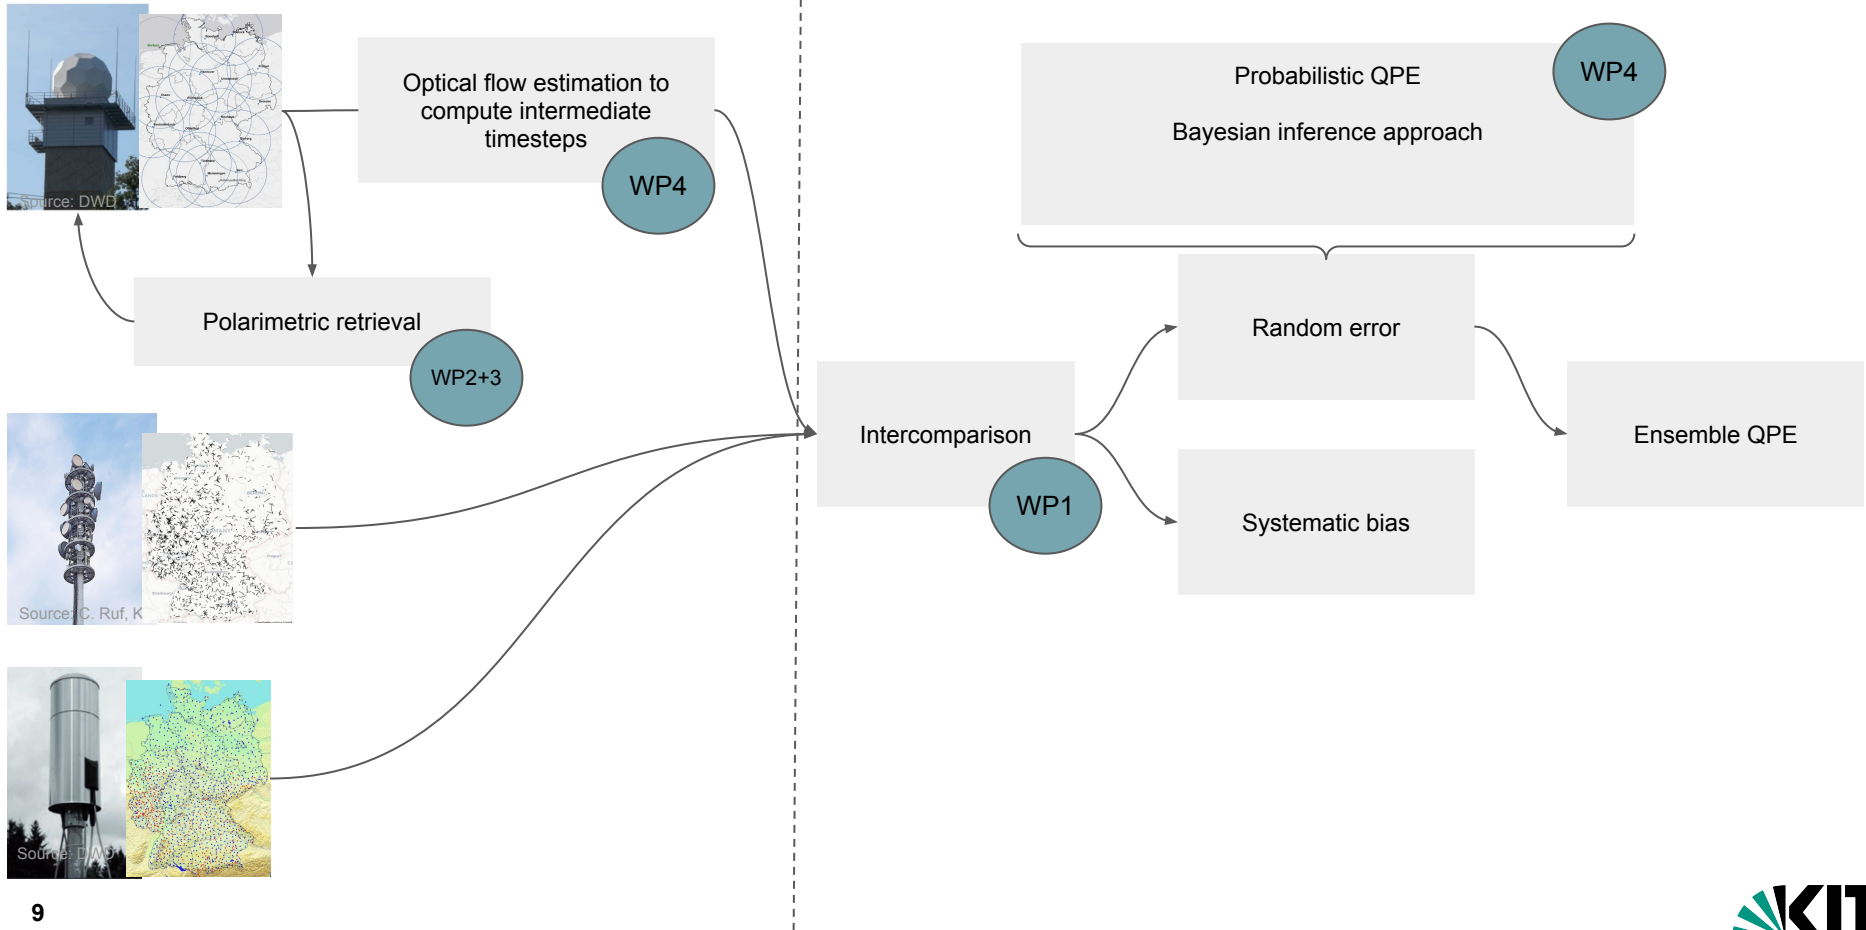 Optical flow estimation to
compute intermediate
timesteps
WP4
Source: DWD
Polarimetric retrieval
WP2+3
Source: C. Ruf, K
Source: DWD
Probabilistic QPE
Bayesian inference approach
WP4
Random error
Intercomparison
WP1
Systematic bias
Ensemble QPE
9
KIT